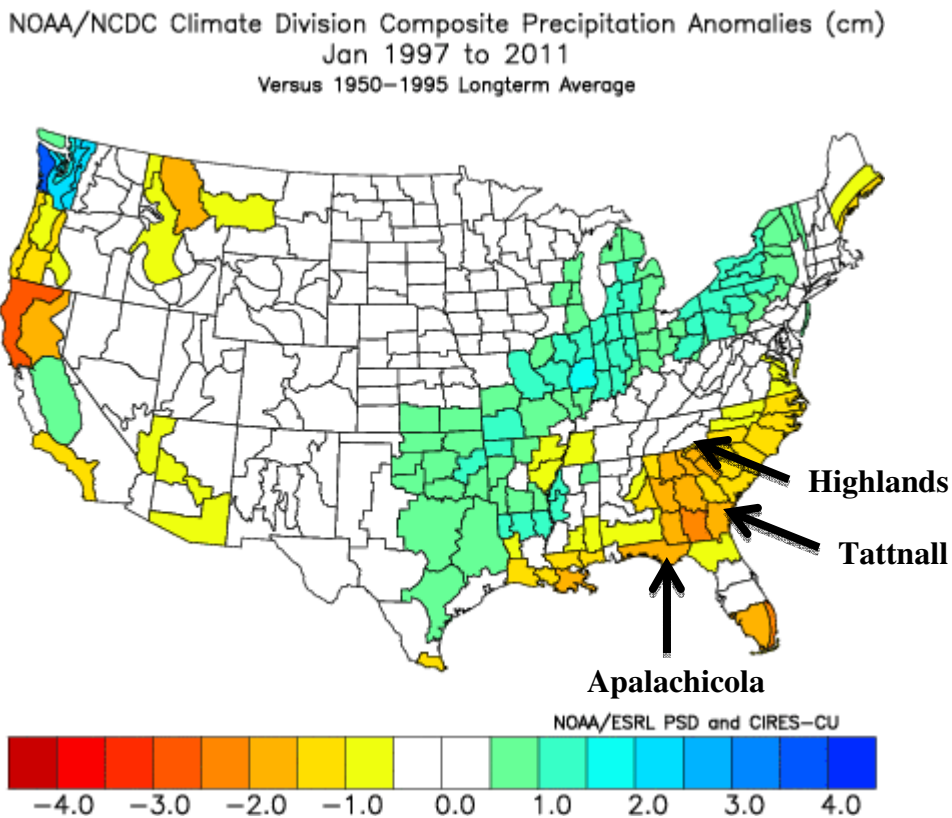 NOAA/NCDC Climate Division Composite Precipitation Anomalies (cm)
Jan 1997 to 2011
Versus 1950−1995 Longterm Average
Highlands
Tattnall
Apalachicola
NOAA/ESRL PSD and CIRES−CU
−4.0 −3.0 −2.0 −1.0 0.0 1.0 2.0 3.0 4.0